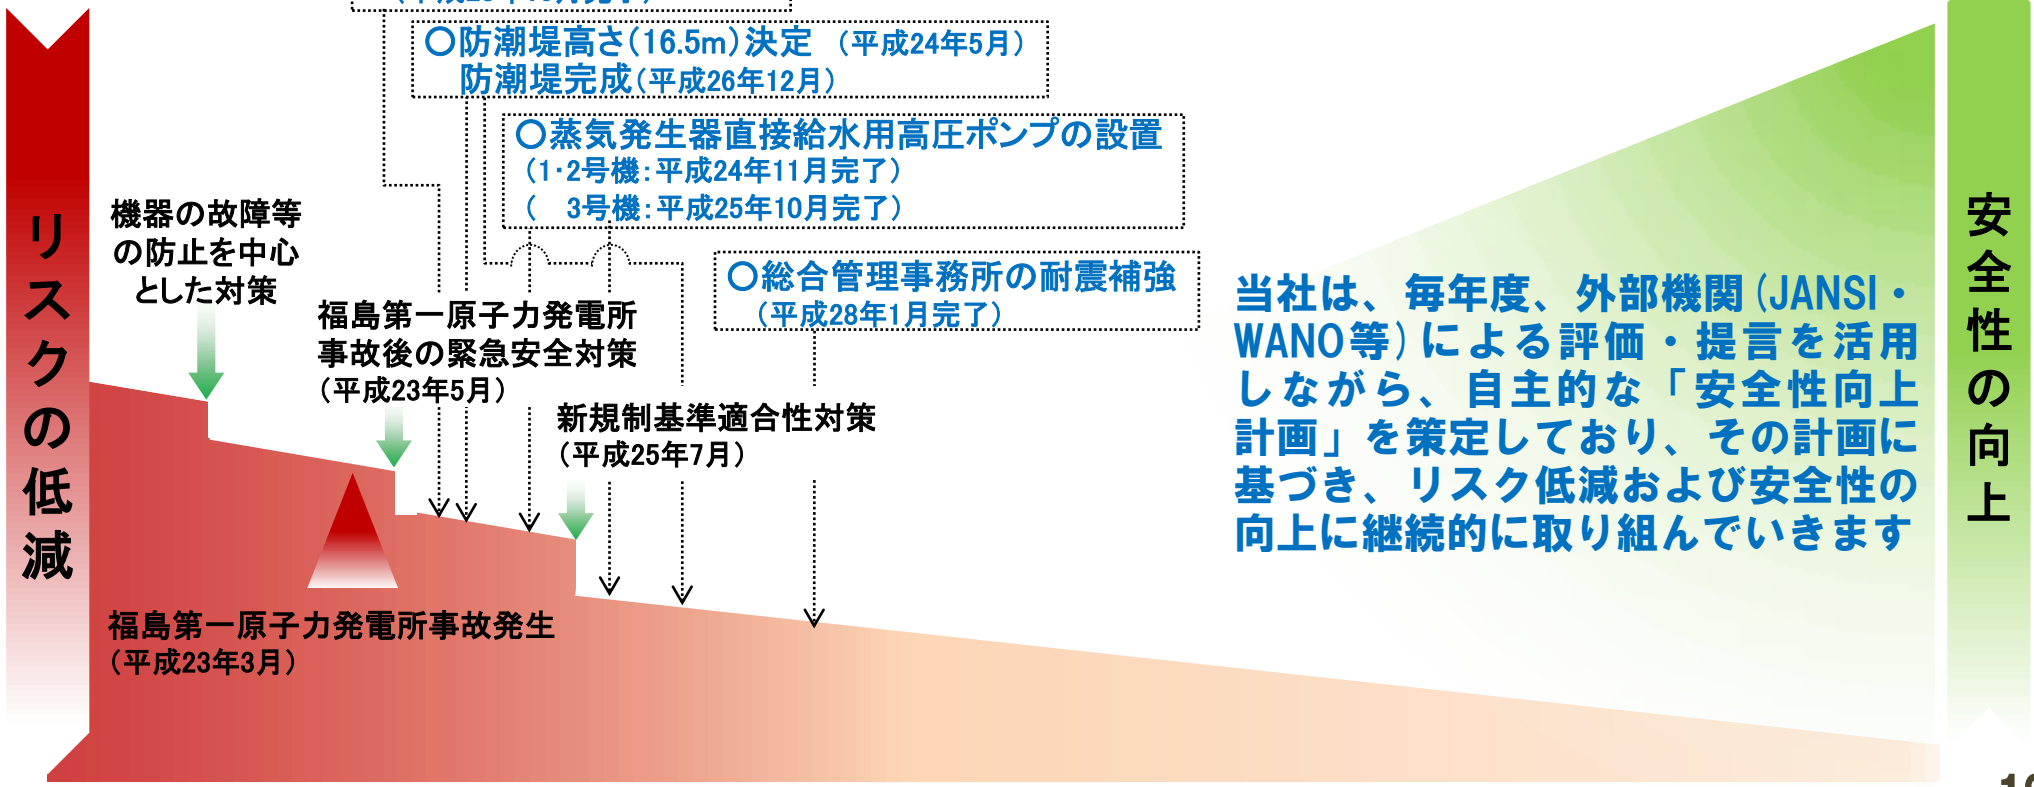 ○防潮堤高さ(16.5m)決定 (平成24年5月)
防潮堤完成(平成26年12月)
○蒸気発生器直接給水用高圧ポンプの設置
(1・2号機:平成24年11月完了)
( 3号機:平成25年10月完了)
○総合管理事務所の耐震補強
(平成28年1月完了)
リスクの低減
機器の故障等
の防止を中心
とした対策
福島第一原子力発電所
事故後の緊急安全対策
(平成23年5月)
新規制基準適合性対策
(平成25年7月)
福島第一原子力発電所事故発生
(平成23年3月)
当社は、毎年度、外部機関(JANSI・
WANO等)による評価・提言を活用
しながら、自主的な「安全性向上
計画」を策定しており、その計画に
基づき、リスク低減および安全性の
向上に継続的に取り組んでいきます
安全性の向上